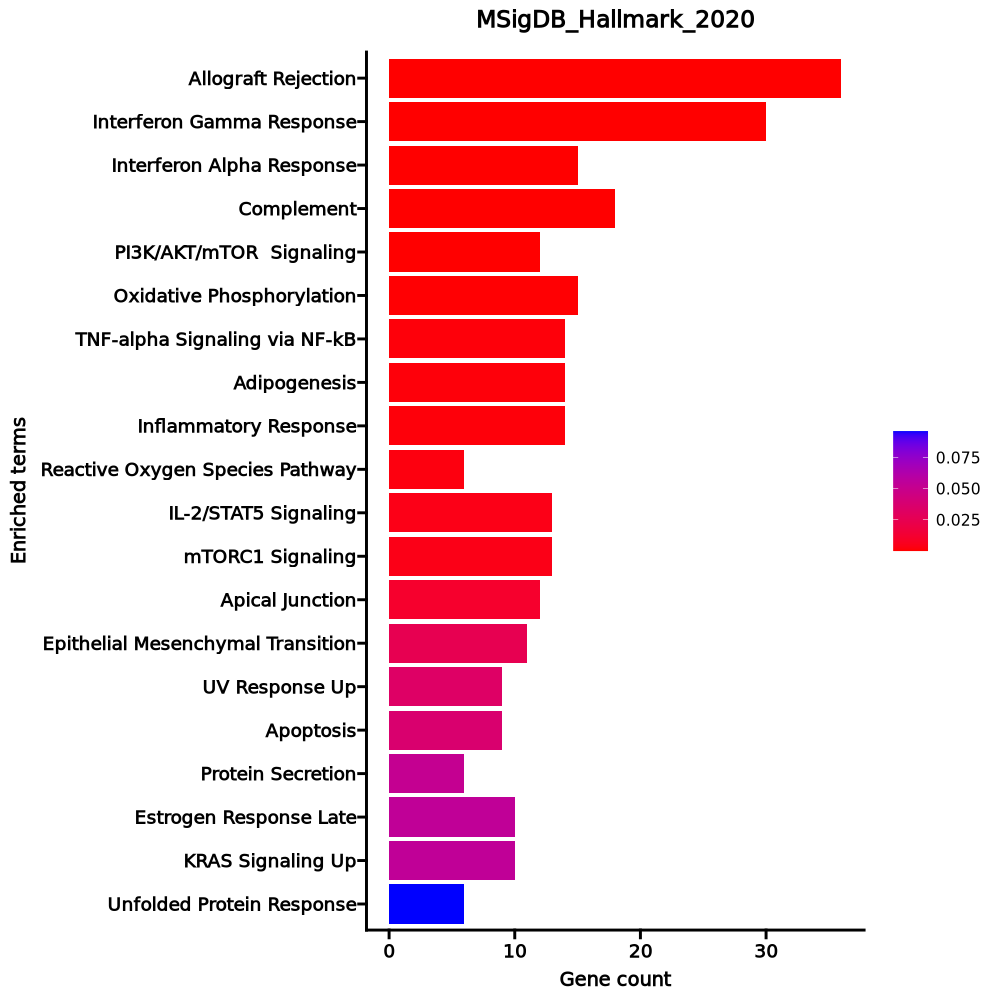 MSigDB_Hallmark_2020
Allograft Rejection
Interferon Gamma Response
Interferon Alpha Response
Complement
PI3K/AKT/mTOR  Signaling
Oxidative Phosphorylation
TNF-alpha Signaling via NF-kB
Adipogenesis
Inflammatory Response
Reactive Oxygen Species Pathway
IL-2/STAT5 Signaling
mTORC1 Signaling
Apical Junction
Epithelial Mesenchymal Transition
UV Response Up
Apoptosis
Protein Secretion
Estrogen Response Late
KRAS Signaling Up
Unfolded Protein Response
Enriched terms
0 10 20 30
Gene count
0.075
0.050
0.025